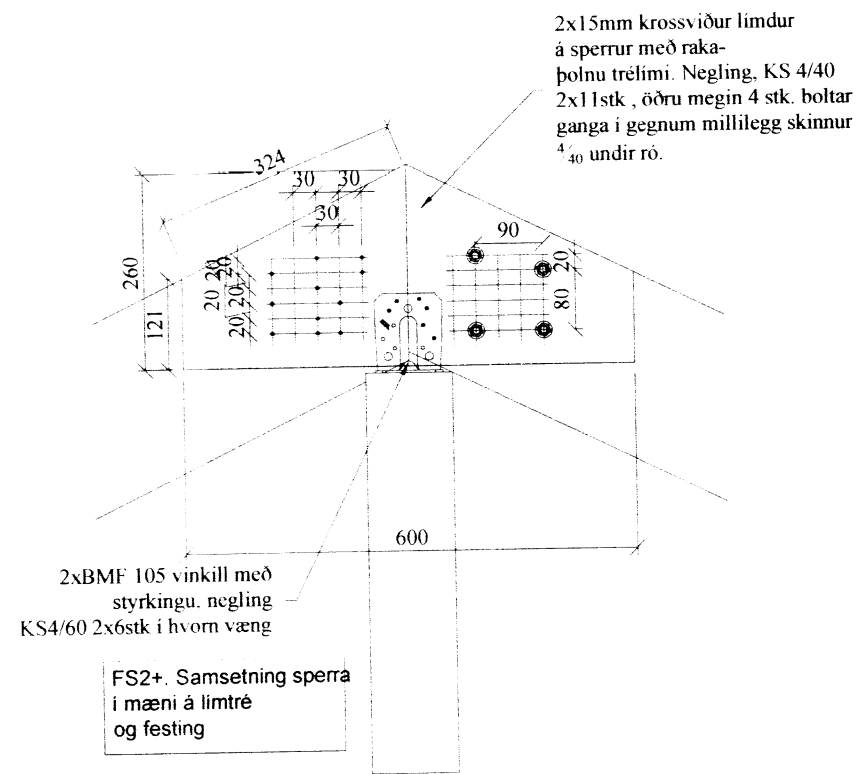 2x15mm krossviður límdur
á sperrur með raka-
þolnu trélími. Negling, KS 4/40
2x11stk , öðru megin 4 stk. boltar
ganga í gegnum millilegg skinnur
4/40 undir ró.
324
30 30
30
90
260
121
20 20
20
20 20
20
20
80
600
2xBMF 105 vinkill með
styrkingu. negling
KS4/60 2x6stk í hvorn væng
FS2+. Samsetning sperra
í mæni á límtré
og festing